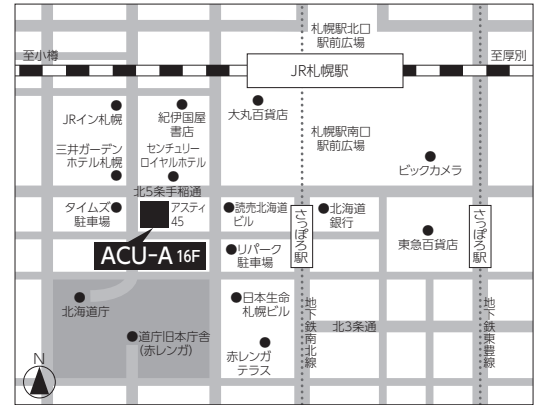 札幌駅北口
駅前広場
至小樽
至厚別
JR札幌駅
JRイン札幌
紀伊国屋
書店
大丸百貨店
札幌駅南口
駅前広場
三井ガーデン
ホテル札幌
センチュリー
ロイヤルホテル
ビックカメラ
北5条手稲通
タイムズ
駐車場
アスティ
45
読売北海道
ビル
さっぽろ駅
北海道
銀行
東急百貨店
さっぽろ駅
ACU-A 16F
リパーク
駐車場
北海道庁
日本生命
札幌ビル
地下鉄南北線
北3条通
地下鉄東豊線
道庁旧本庁舎
(赤レンガ)
赤レンガ
テラス
N